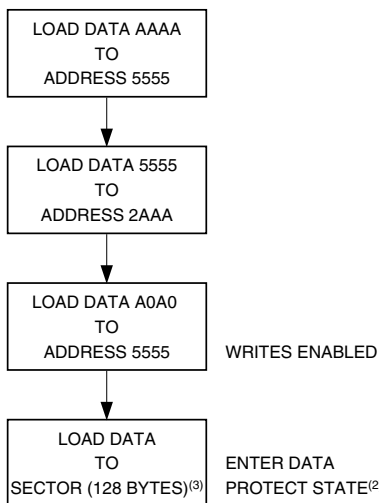 LOAD DATA AAAA
TO
ADDRESS 5555
LOAD DATA 5555
TO
ADDRESS 2AAA
LOAD DATA A0A0
TO
ADDRESS 5555 WRITES ENABLED
LOAD DATA
TO ENTER DATA
SECTOR (128 BYTES)(3) PROTECT STATE(2